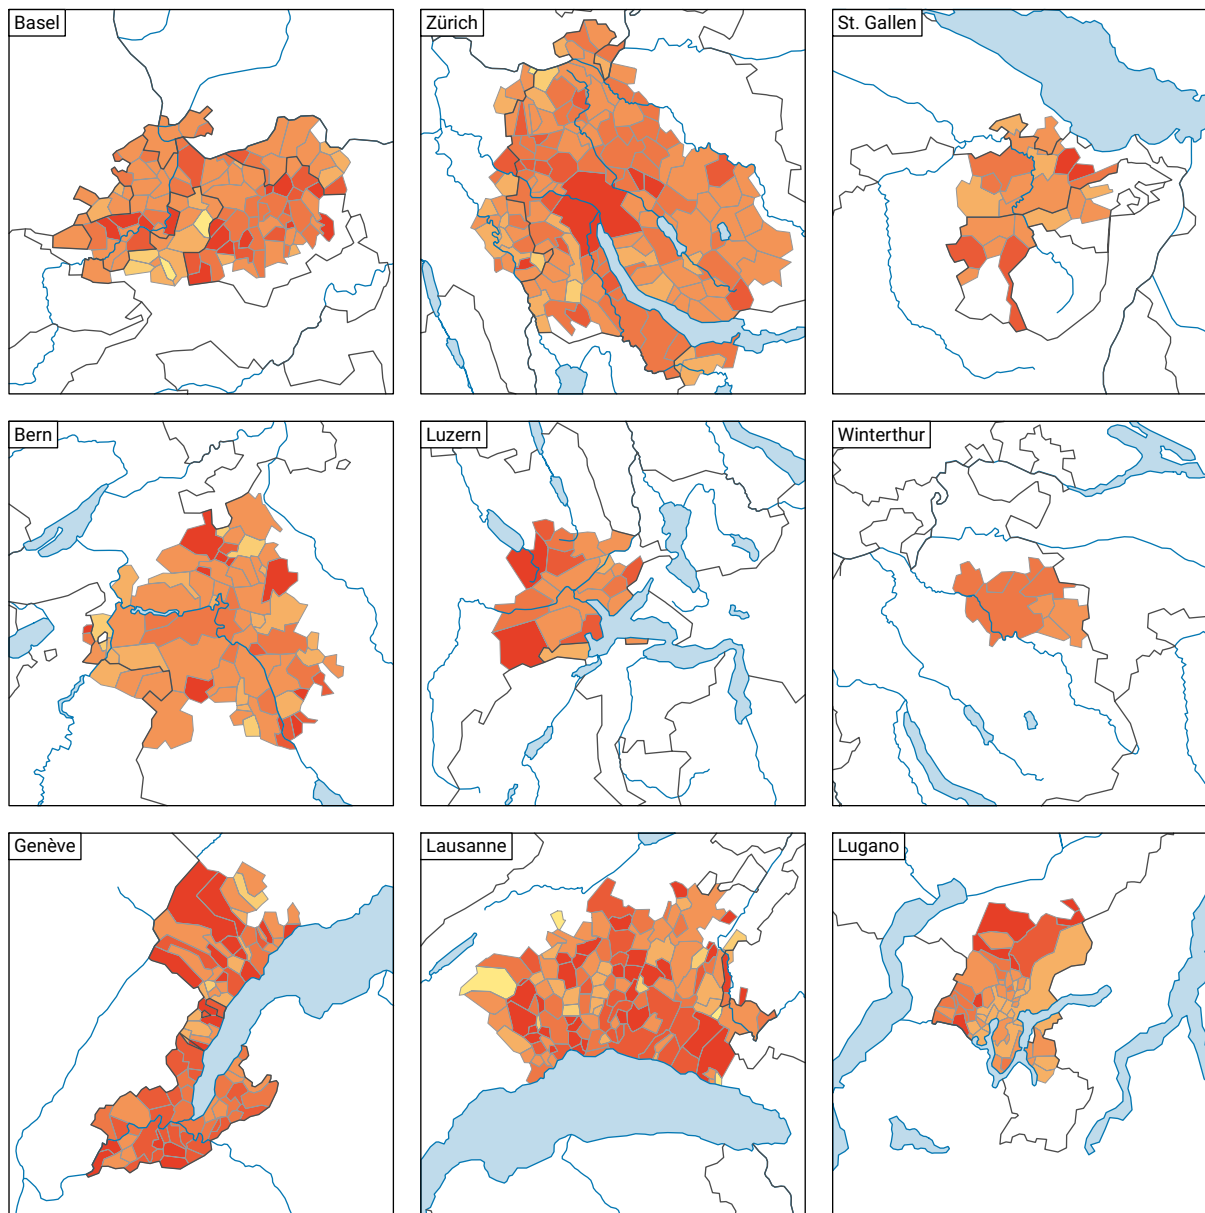 Basel
Zürich
St. Gallen
Bern
Luzern
Winterthur
Genève
Lausanne
Lugano